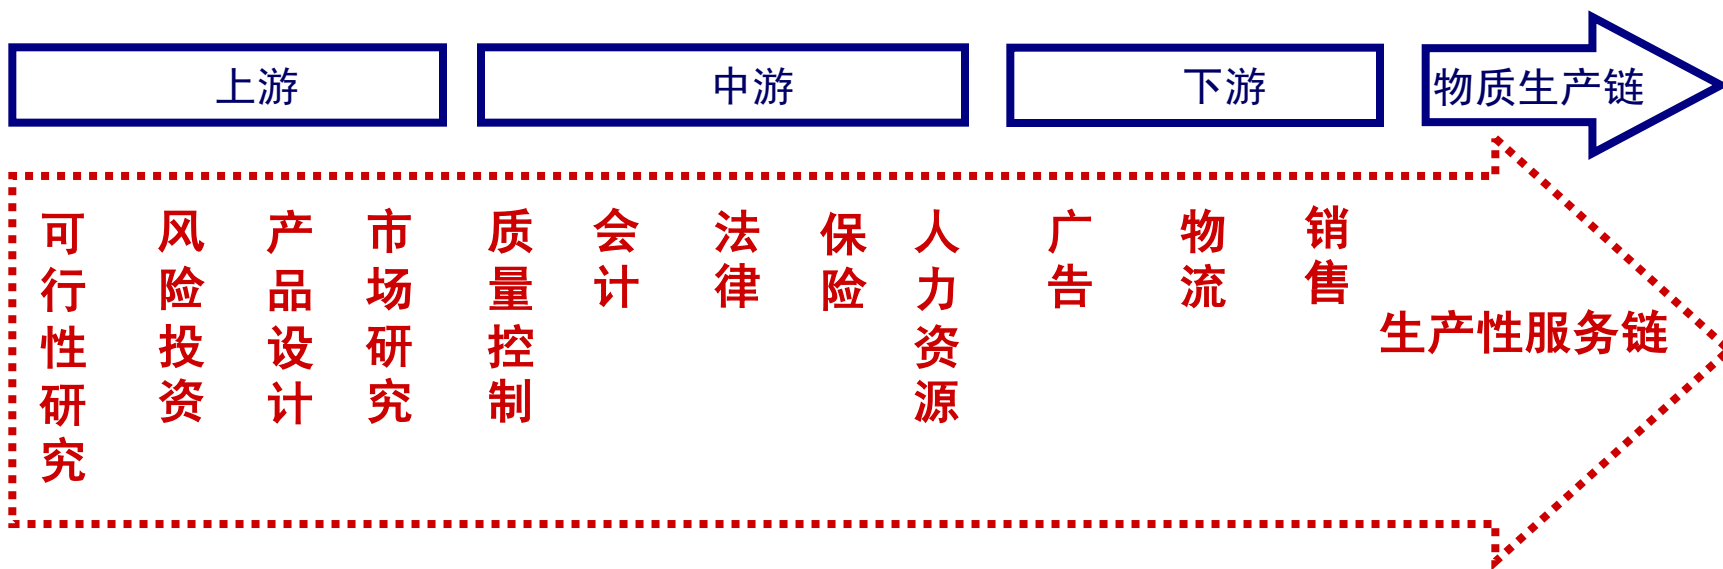 上游
中游
下游
物质生产链
可行性研究
风险投资
产品设计
市场研究
质量控制
会计
法律
保险
人力资源
广告
物流
销售
生产性服务链